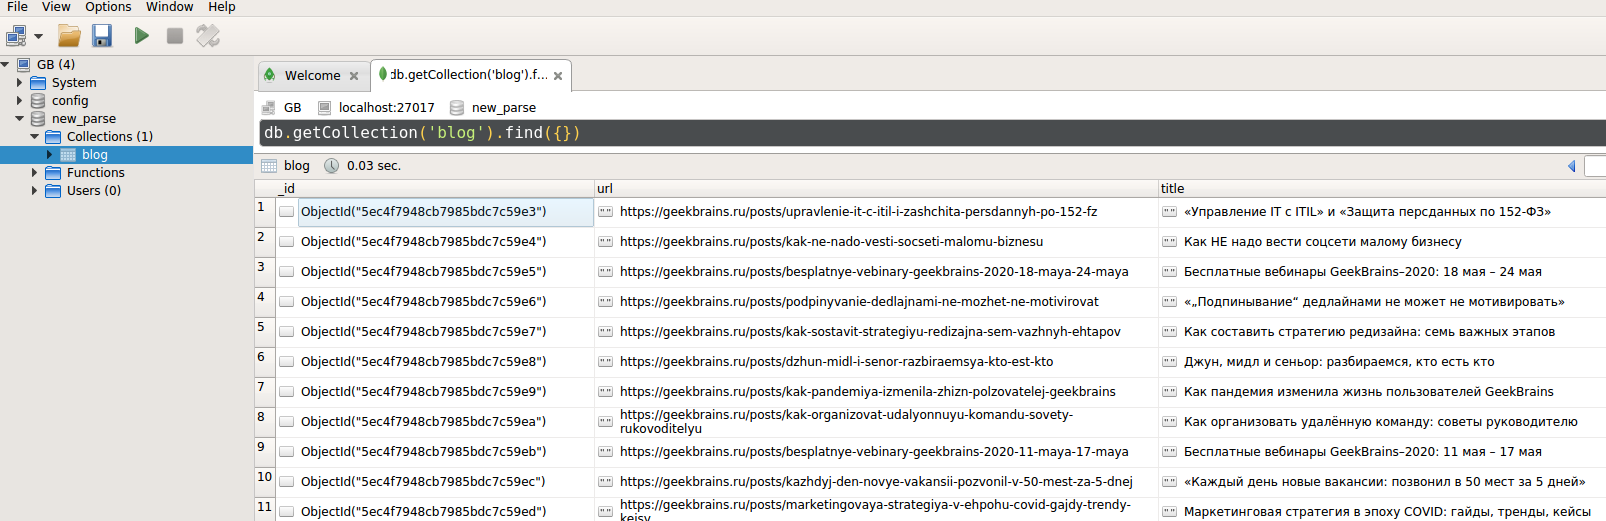 File View Options Window Help
GB (4)
System
config
new_parse
Collections (1)
blog
Functions
Users (0)
Welcome
db.getCollection('blog').f...
GB localhost:27017 new_parse
db.getCollection('blog').find({})
blog 0.03 sec.
_id url title
1 ObjectId("5ec4f7948cb7985bdc7c59e3") https://geekbrains.ru/posts/upravlenie-it-c-itil-i-zashchita-persdannyh-po-152-fz «Управление IT с ITIL» и «Защита персданных по 152-ФЗ»
2 ObjectId("5ec4f7948cb7985bdc7c59e4") https://geekbrains.ru/posts/kak-ne-nado-vesti-socseti-malomu-biznesu Как НЕ надо вести соцсети малому бизнесу
3 ObjectId("5ec4f7948cb7985bdc7c59e5") https://geekbrains.ru/posts/besplatnye-vebinary-geekbrains-2020-18-maya-24-maya Бесплатные вебинары GeekBrains–2020: 18 мая – 24 мая
4 ObjectId("5ec4f7948cb7985bdc7c59e6") https://geekbrains.ru/posts/podpinyvanie-dedlajnami-ne-mozhet-ne-motivirovat «„Подпинывание“ дедлайнами не может не мотивировать»
5 ObjectId("5ec4f7948cb7985bdc7c59e7") https://geekbrains.ru/posts/kak-sostavit-strategiyu-redizajna-sem-vazhnyh-ehtapov Как составить стратегию редизайна: семь важных этапов
6 ObjectId("5ec4f7948cb7985bdc7c59e8") https://geekbrains.ru/posts/dzhun-midl-i-senor-razbiraemsya-kto-est-kto Джун, мидл и сеньор: разбираемся, кто есть кто
7 ObjectId("5ec4f7948cb7985bdc7c59e9") https://geekbrains.ru/posts/kak-pandemiya-izmenila-zhizn-polzovatelej-geekbrains Как пандемия изменила жизнь пользователей GeekBrains
8 ObjectId("5ec4f7948cb7985bdc7c59ea") https://geekbrains.ru/posts/kak-organizovat-udalyonnuyu-komandu-sovety- Как организовать удалённую команду: советы руководителю
rukovoditelyu
9 ObjectId("5ec4f7948cb7985bdc7c59eb") https://geekbrains.ru/posts/besplatnye-vebinary-geekbrains-2020-11-maya-17-maya Бесплатные вебинары GeekBrains–2020: 11 мая – 17 мая
10 ObjectId("5ec4f7948cb7985bdc7c59ec") https://geekbrains.ru/posts/kazhdyj-den-novye-vakansii-pozvonil-v-50-mest-za-5-dnej «Каждый день новые вакансии: позвонил в 50 мест за 5 дней»
11 ObjectId("5ec4f7948cb7985bdc7c59ed") https://geekbrains.ru/posts/marketingovaya-strategiya-v-ehpohu-covid-gajdy-trendy- Маркетинговая стратегия в эпоху COVID: гайды, тренды, кейсы
kejsy